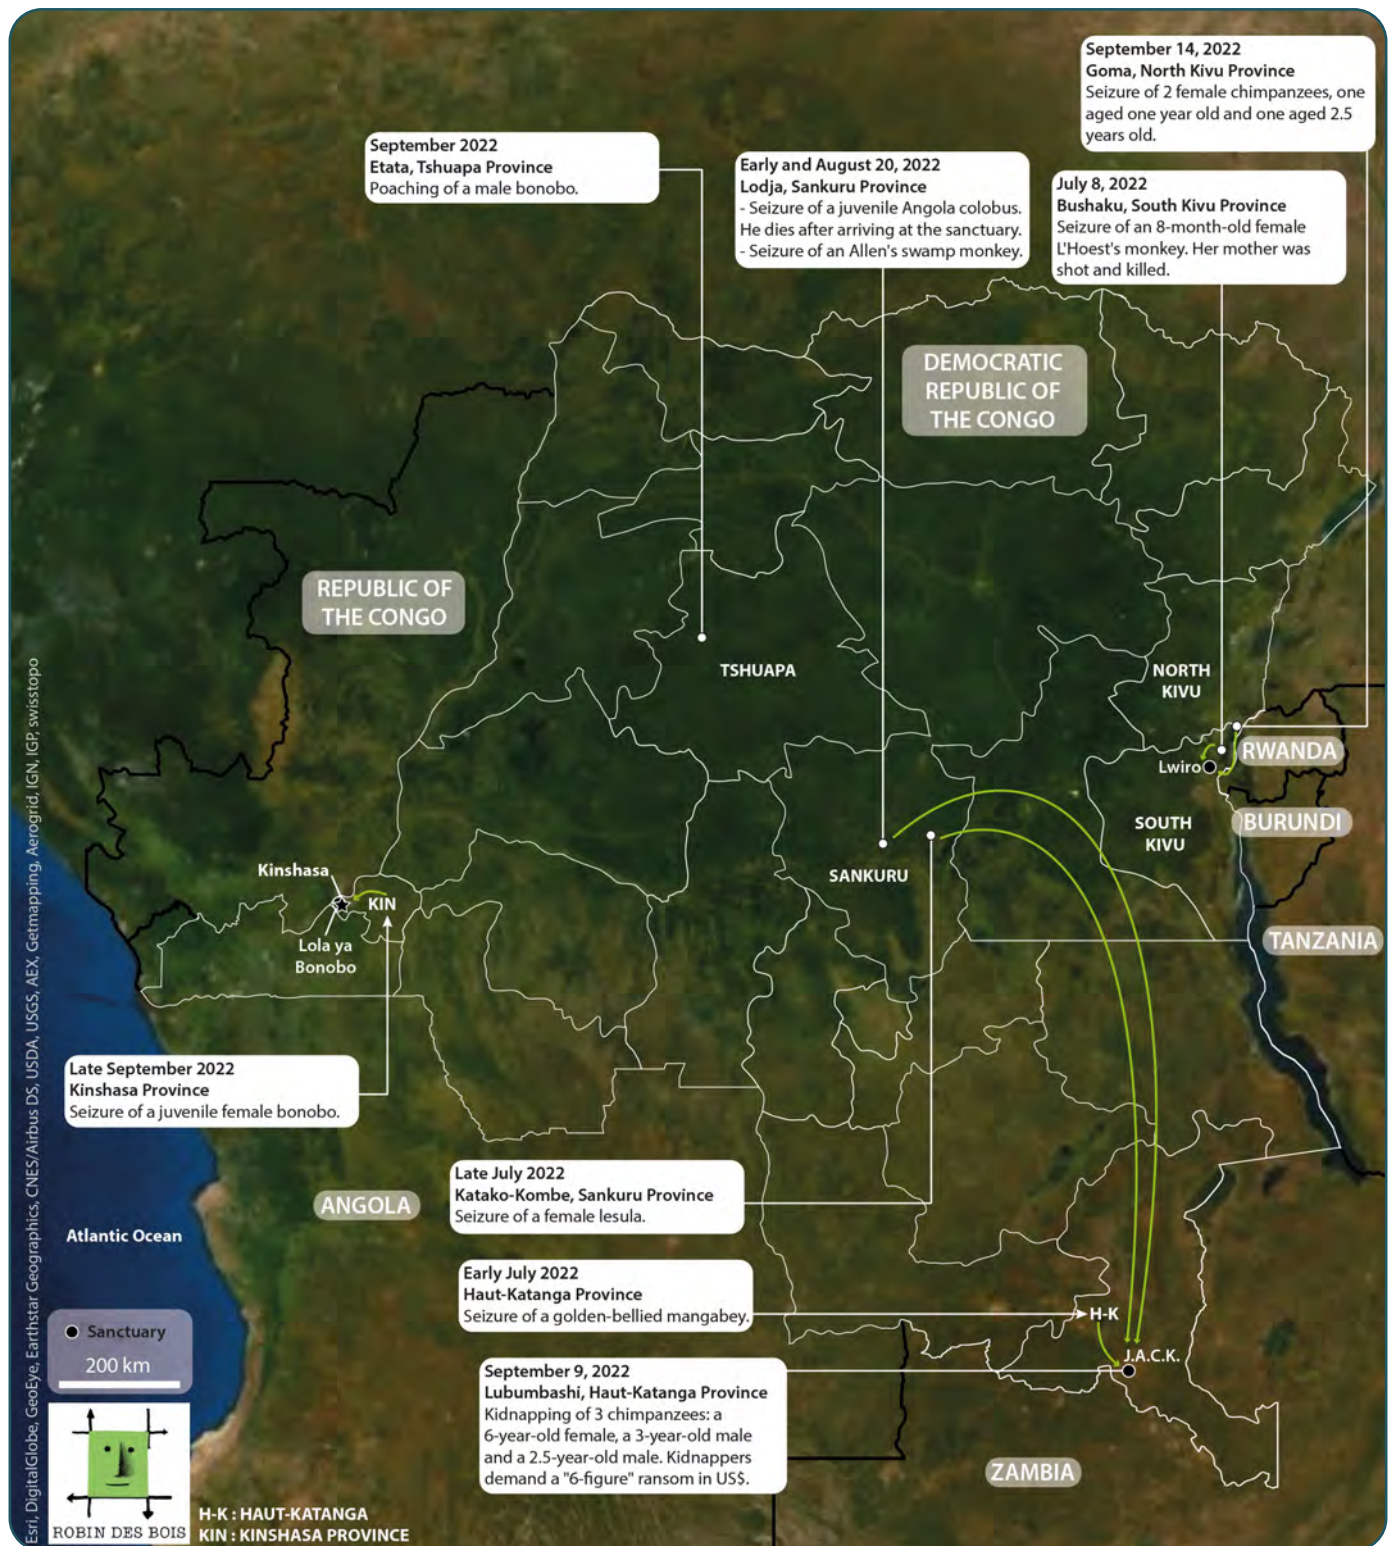 September 14, 2022
Goma, North Kivu Province
Seizure of 2 female chimpanzees, one
aged one year old and one aged 2.5
years old.
September 2022
Etata, Tshuapa Province
Poaching of a male bonobo.
Early and August 20, 2022
Lodja, Sankuru Province
- Seizure of a juvenile Angola colobus.
He dies after arriving at the sanctuary.
- Seizure of an Allen's swamp monkey.
July 8, 2022
Bushaku, South Kivu Province
Seizure of an 8-month-old female
L'Hoest's monkey. Her mother was
shot and killed.
DEMOCRATIC
REPUBLIC OF
THE CONGO
REPUBLIC OF
THE CONGO
TSHUAPA
NORTH
KIVU
RWANDA
Lwiro
BURUNDI
SOUTH
KIVU
SANKURU
Kinshasa
KIN
Lola ya
Bonobo
TANZANIA
Late September 2022
Kinshasa Province
Seizure of a juvenile female bonobo.
Late July 2022
Katako-Kombe, Sankuru Province
Seizure of a female lesula.
ANGOLA
Atlantic Ocean
Early July 2022
Haut-Katanga Province
Seizure of a golden-bellied mangabey.
H-K
J.A.C.K.
September 9, 2022
Lubumbashi, Haut-Katanga Province
Kidnapping of 3 chimpanzees: a
6-year-old female, a 3-year-old male
and a 2.5-year-old male. Kidnappers
demand a "6-figure" ransom in US$.
ZAMBIA
Sanctuary
200 km
ROBIN DES BOIS
H-K : HAUT-KATANGA
KIN : KINSHASA PROVINCE
Esri, DigitalGlobe, GeoEye, Earthstar Geographics, CNES/Airbus DS, USDA, USGS, AEX, Getmapping, Aerogrid, IGN, IGP, swisstopo